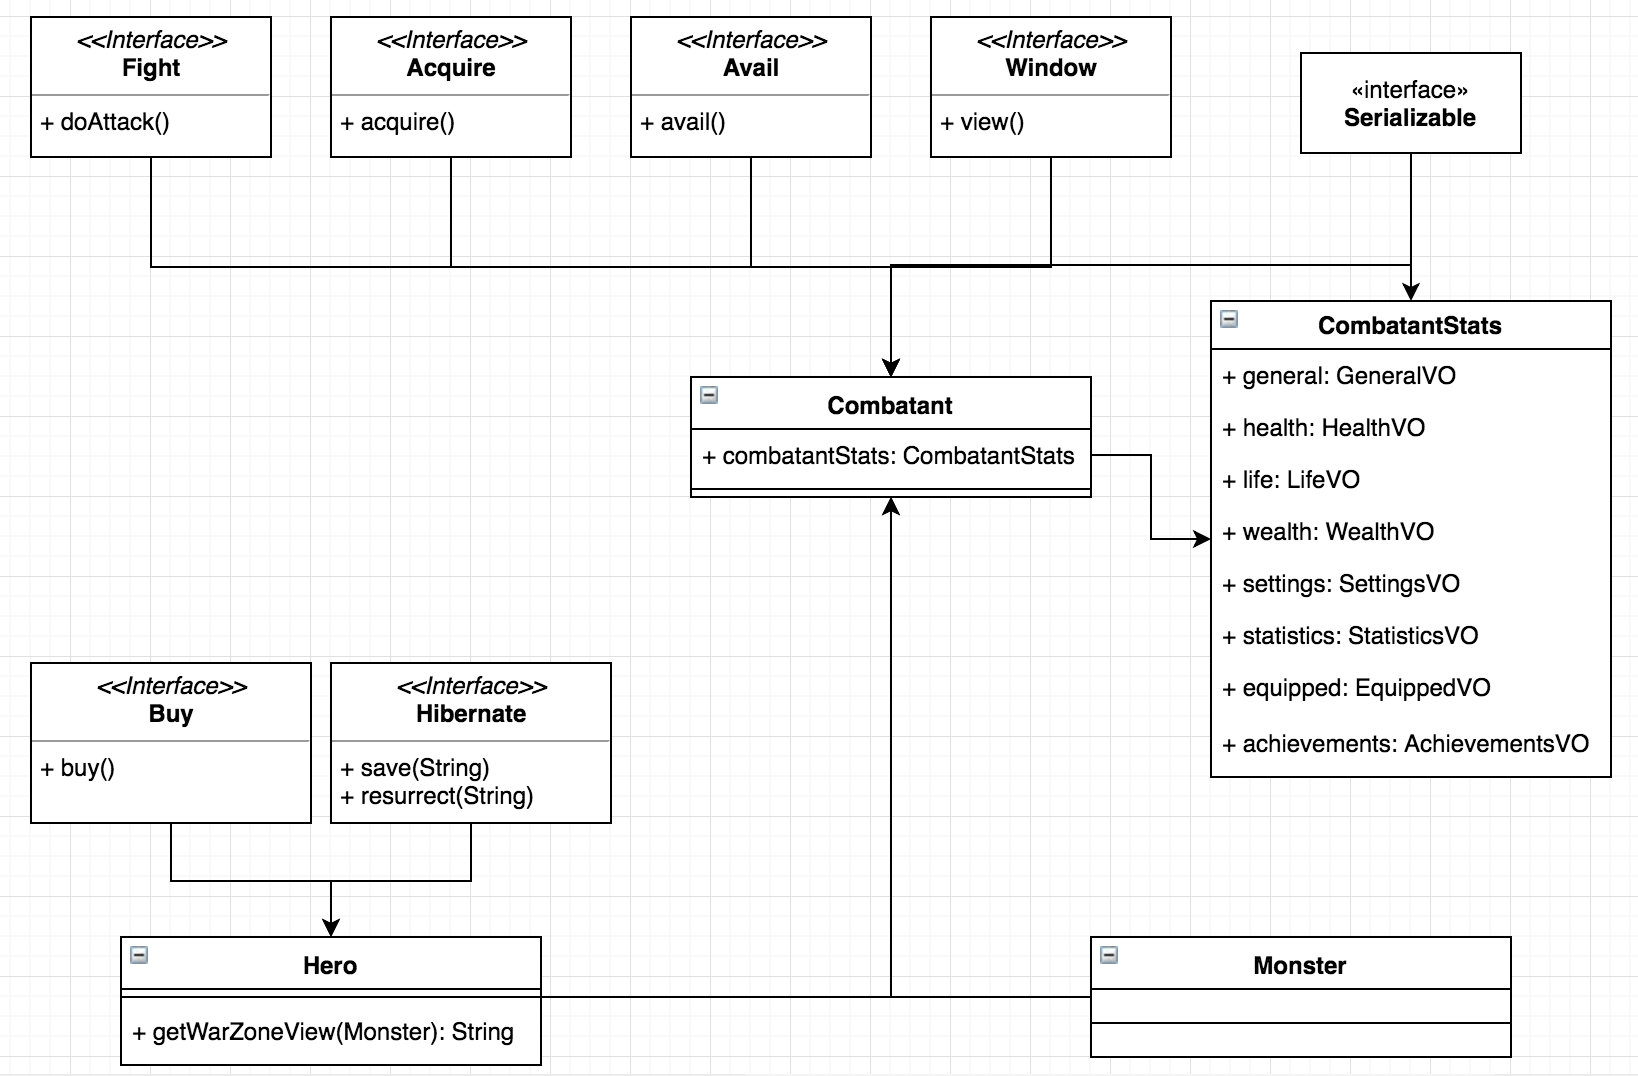 <<Interface>>
Fight
+ doAttack()
<<Interface>>
Acquire
+ acquire()
<<Interface>>
Avail
+ avail()
<<Interface>>
Window
+ view()
«interface»
Serializable
CombatantStats
+ general: GeneralVO
+ health: HealthVO
+ life: LifeVO
+ wealth: WealthVO
+ settings: SettingsVO
+ statistics: StatisticsVO
+ equipped: EquippedVO
+ achievements: AchievementsVO
Combatant
+ combatantStats: CombatantStats
<<Interface>>
Buy
+ buy()
<<Interface>>
Hibernate
+ save(String)
+ resurrect(String)
Hero
+ getWarZoneView(Monster): String
Monster